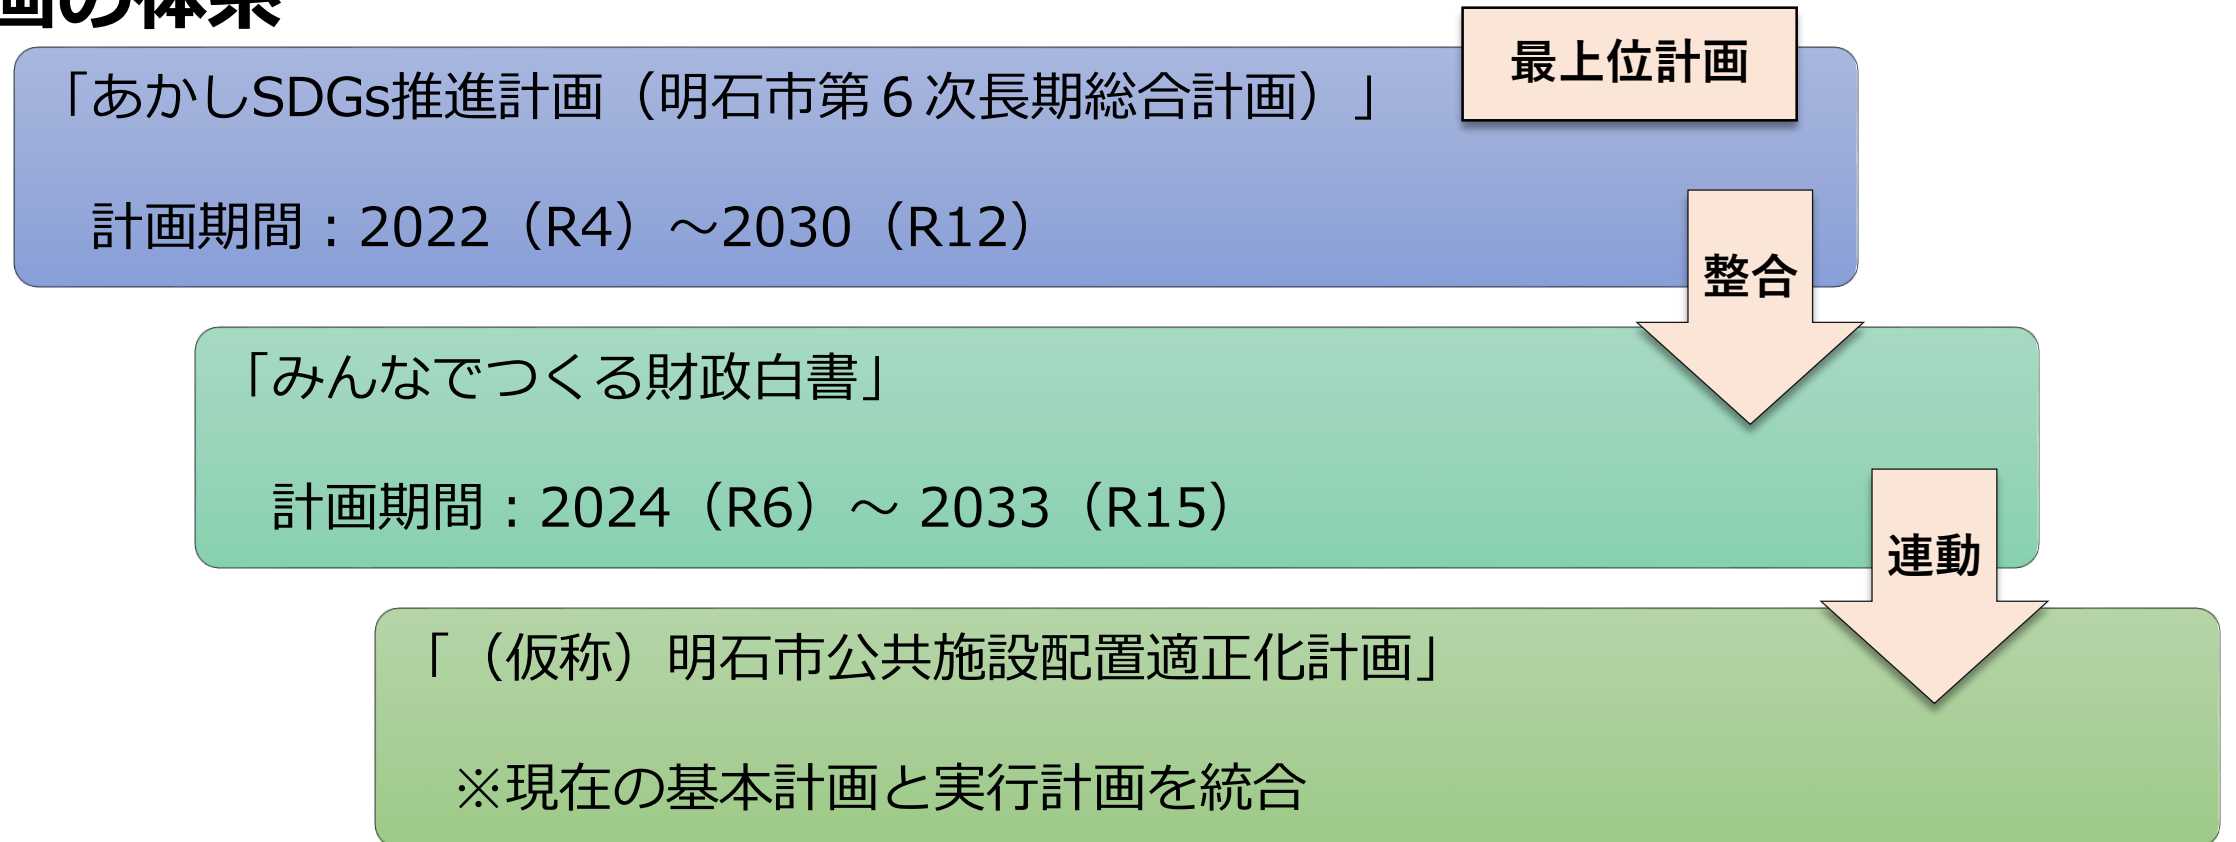 画の体系
最上位計画
「あかしSDGs推進計画（明石市第６次長期総合計画）」
計画期間：2022（R4）～2030（R12）
整合
「みんなでつくる財政白書」
計画期間：2024（R6）～ 2033（R15）
連動
「（仮称）明石市公共施設配置適正化計画」
※現在の基本計画と実行計画を統合